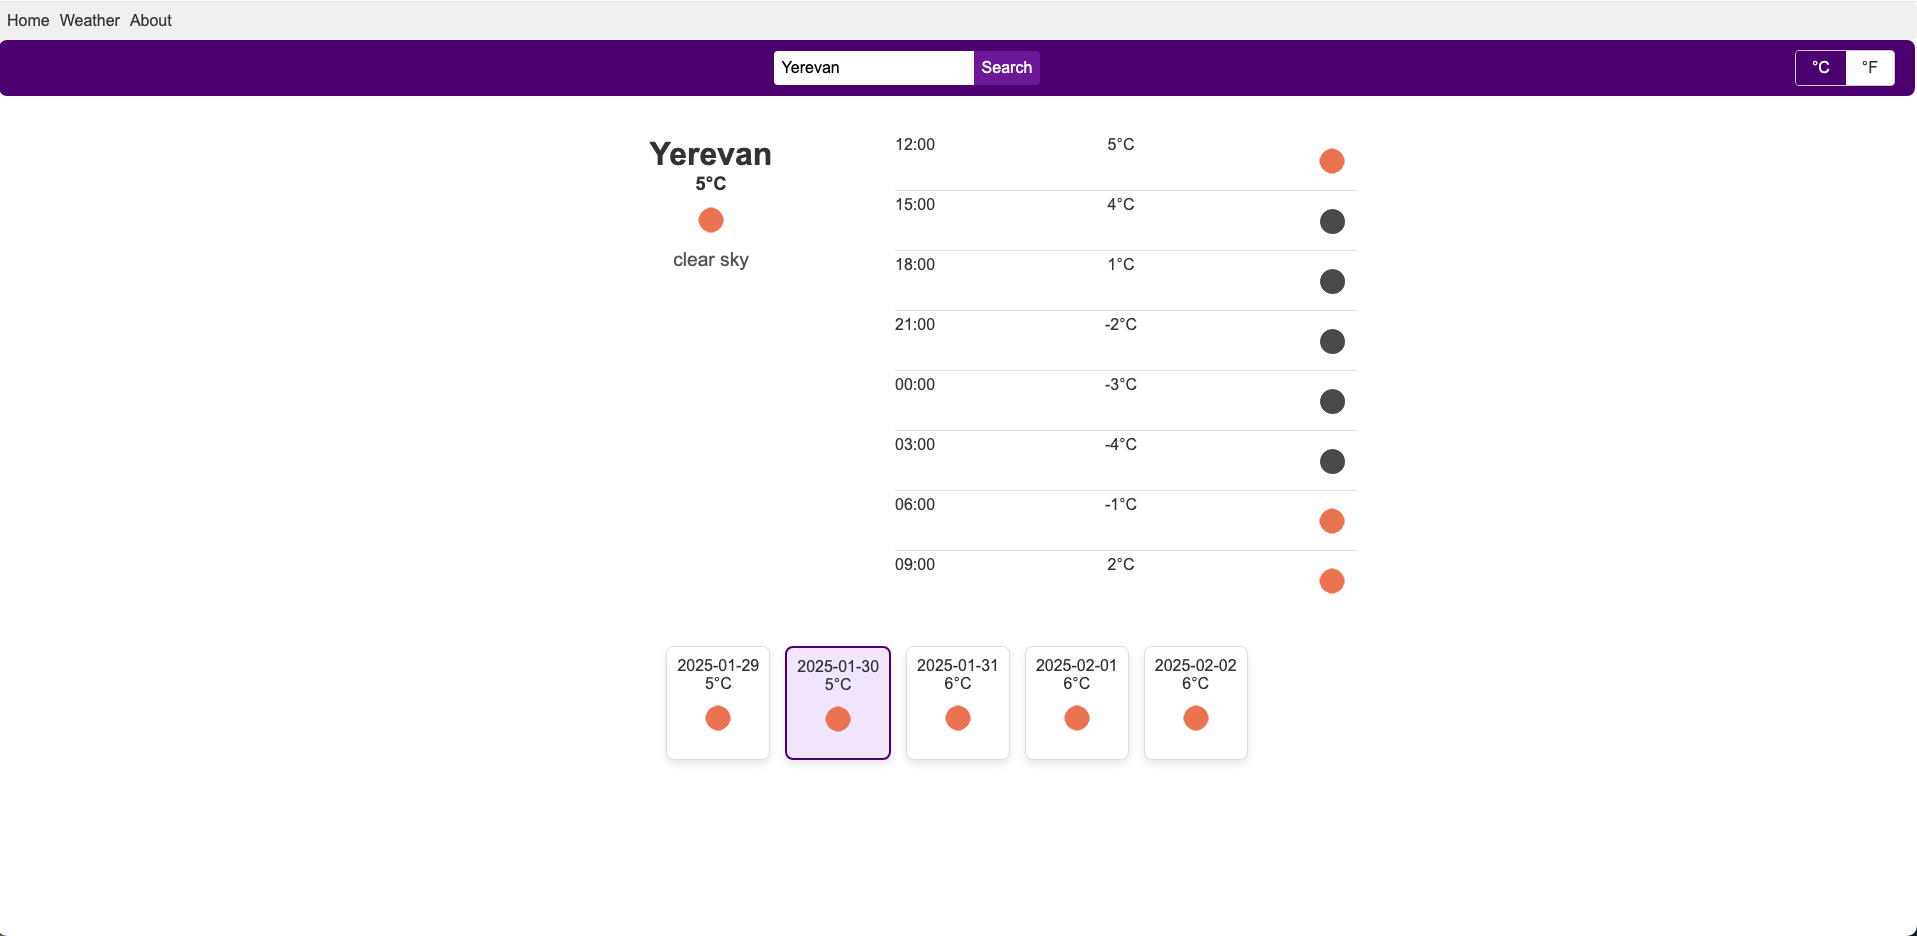 Home Weather About
Yerevan Search °C °F
Yerevan
5°C
clear sky
12:00 5°C
15:00 4°C
18:00 1°C
21:00 -2°C
00:00 -3°C
03:00 -4°C
06:00 -1°C
09:00 2°C
2025-01-29
5°C
2025-01-30
5°C
2025-01-31
6°C
2025-02-01
6°C
2025-02-02
6°C